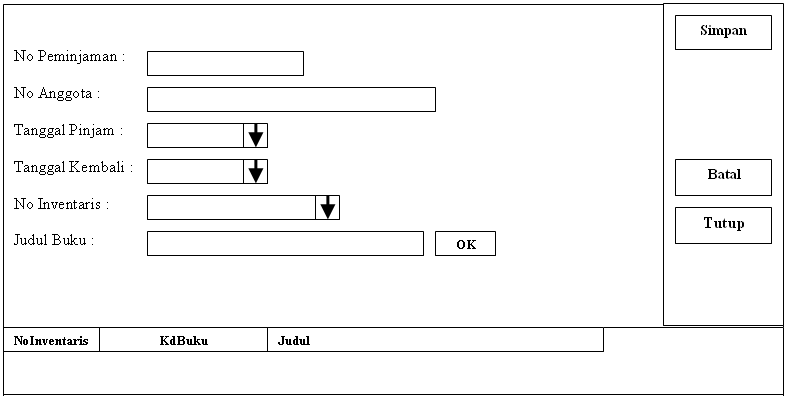 No Peminjaman :
No Anggota :
Tanggal Pinjam :
Tanggal Kembali :
No Inventaris :
Judul Buku :
OK
Simpan
Batal
Tutup
NoInventaris KdBuku Judul